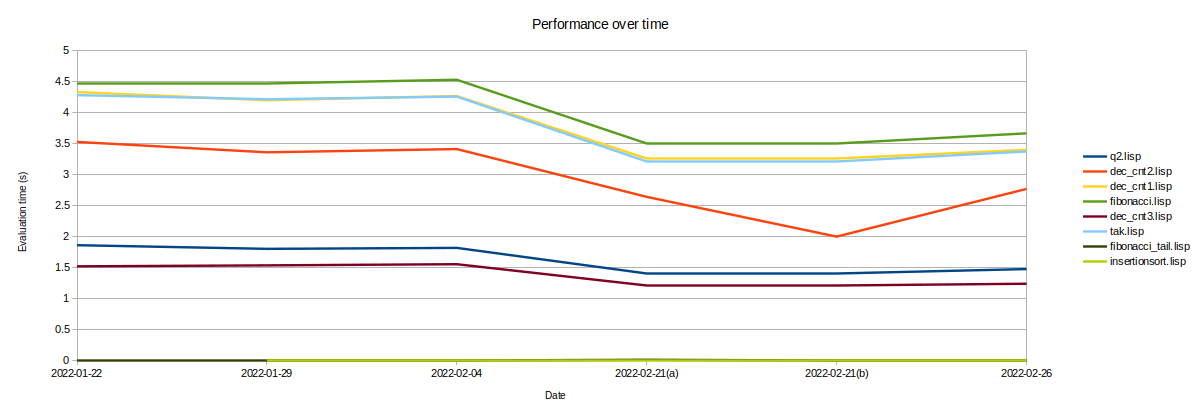 Performance over time
5
4.5
4
3.5
3
2.5
2
1.5
1
0.5
0
Evaluation time (s)
2022-01-22 2022-01-29 2022-02-04 2022-02-21(a) 2022-02-21(b) 2022-02-26
Date
q2.lisp
dec_cnt2.lisp
dec_cnt1.lisp
fibonacci.lisp
dec_cnt3.lisp
tak.lisp
fibonacci_tail.lisp
insertionsort.lisp